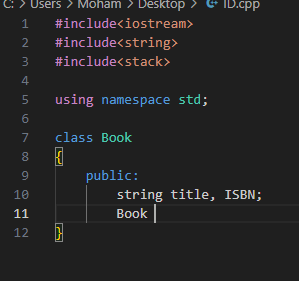 C: > Users > Moham > Desktop > ID.cpp
1 #include<iostream>
2 #include<string>
3 #include<stack>
4
5 using namespace std;
6
7 class Book
8 {
9 public:
10 string title, ISBN;
11 Book
12 }